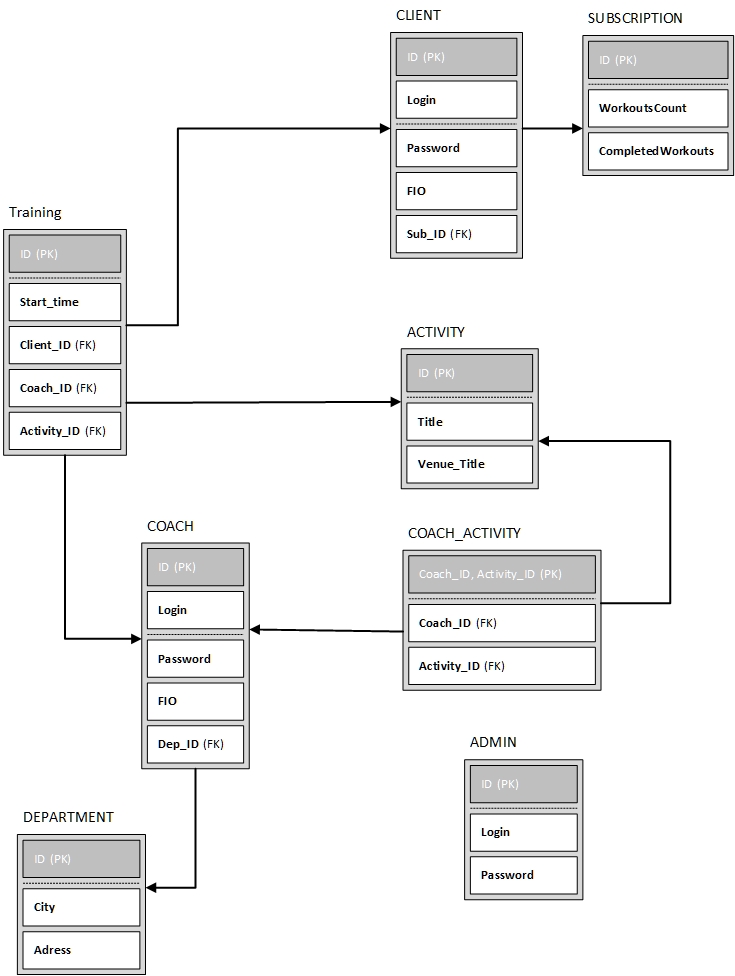 CLIENT
ID (PK)
Login
Password
FIO
Sub_ID (FK)
SUBSCRIPTION
ID (PK)
WorkoutsCount
CompletedWorkouts
Training
ID (PK)
Start_time
Client_ID (FK)
Coach_ID (FK)
Activity_ID (FK)
ACTIVITY
ID (PK)
Title
Venue_Title
COACH
ID (PK)
Login
Password
FIO
Dep_ID (FK)
COACH_ACTIVITY
Coach_ID, Activity_ID (PK)
Coach_ID (FK)
Activity_ID (FK)
ADMIN
ID (PK)
Login
Password
DEPARTMENT
ID (PK)
City
Adress